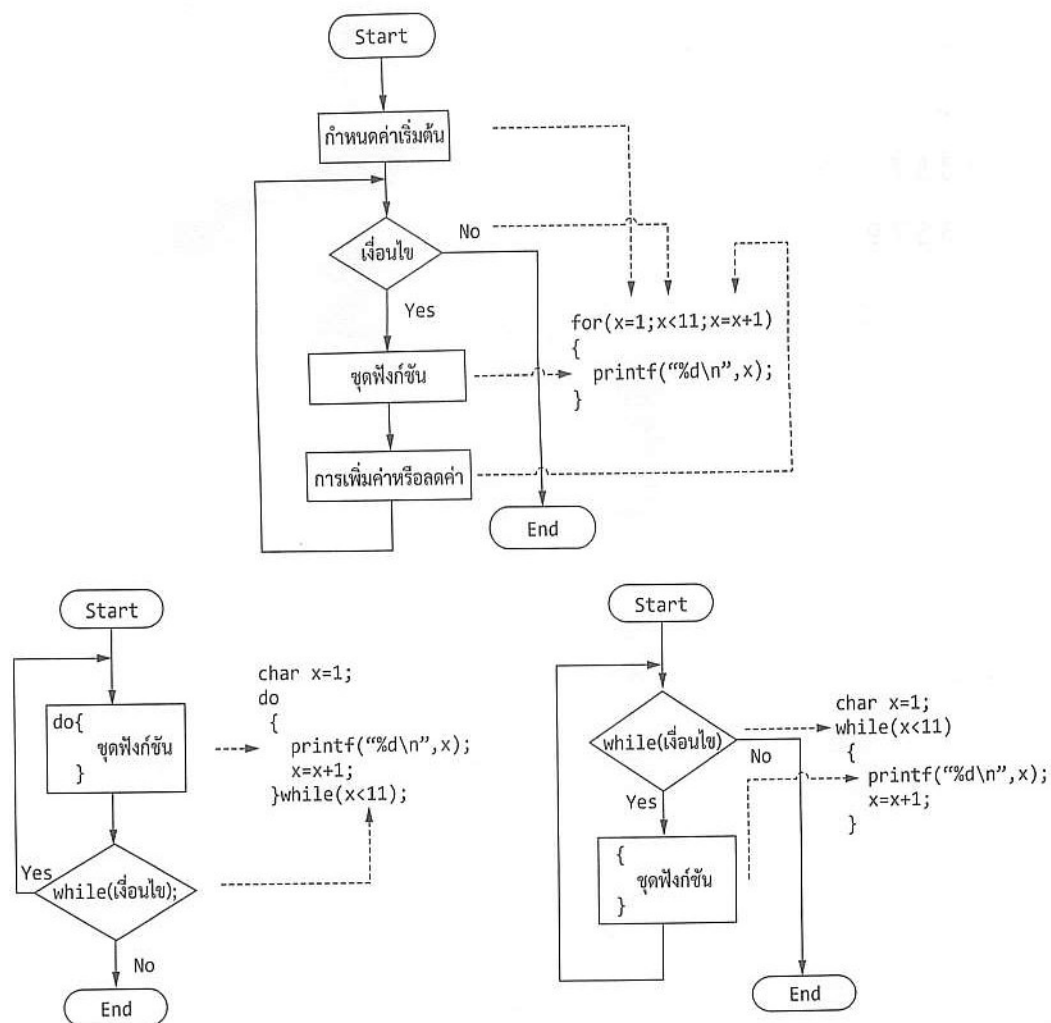 Start
กำหนดค่าเริ่มต้น
เงื่อนไข
No
Yes
for(x=1;x<11;x=x+1)
{
printf(“%d\n”,x);
}
ชุดฟังก์ชัน
การเพิ่มค่าหรือลดค่า
End
Start
do{
ชุดฟังก์ชัน
}
char x=1;
do
{
printf(“%d\n”,x);
x=x+1;
}while(x<11);
Yes
while(เงื่อนไข);
No
End
Start
while(เงื่อนไข)
No
Yes
char x=1;
while(x<11)
{
printf(“%d\n”,x);
x=x+1;
}
{
ชุดฟังก์ชัน
}
End